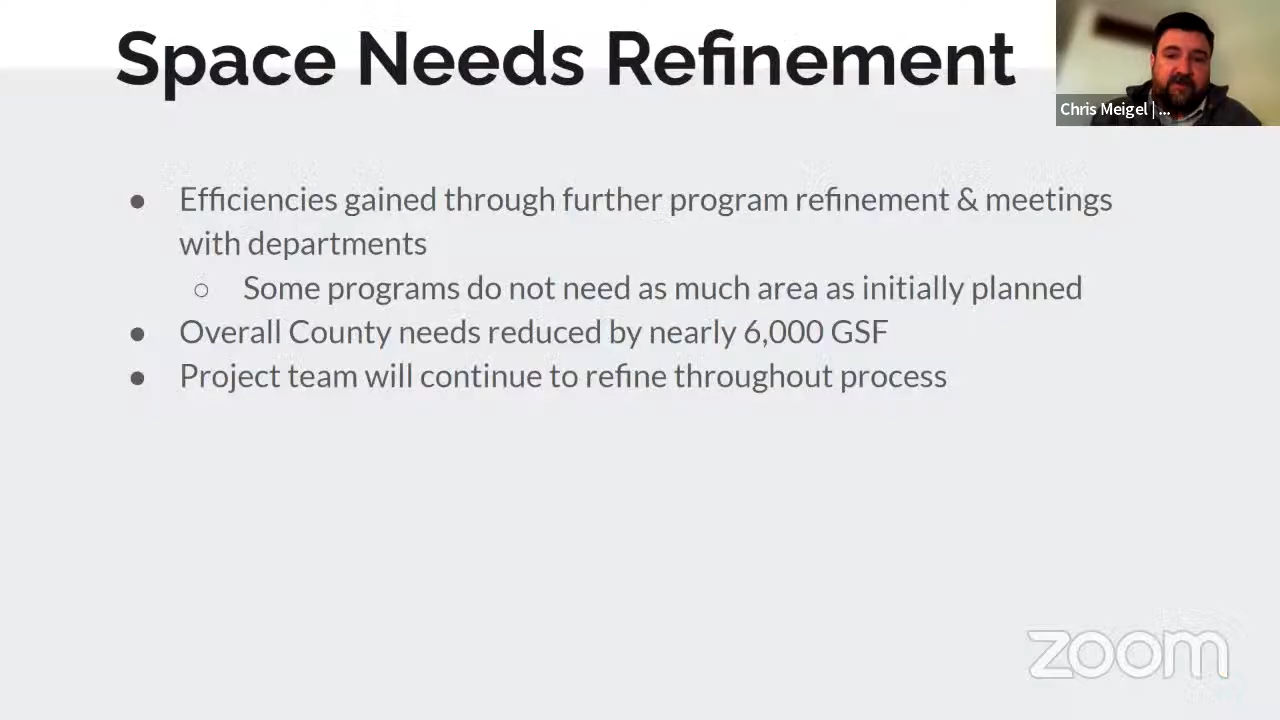 Space Needs Refinement
Chris Meigel | ...
● Efficiencies gained through further program refinement & meetings
with departments
○ Some programs do not need as much area as initially planned
● Overall County needs reduced by nearly 6,000 GSF
● Project team will continue to refine throughout process
zoom